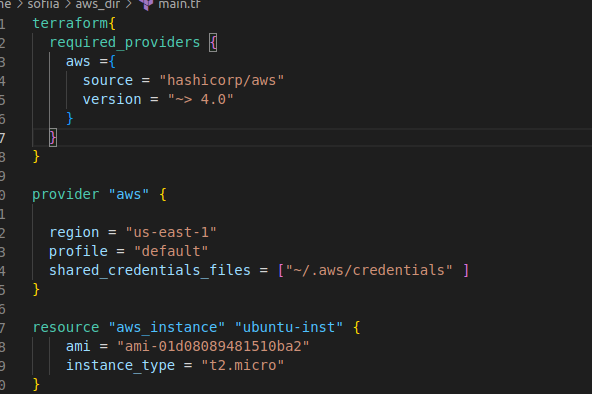 ne > sofiia > aws_dir > main.tf
1 terraform{
2 required_providers {
3 aws ={
4 source = "hashicorp/aws"
5 version = "~> 4.0"
6 }
7 }
8 }
9
0 provider "aws" {
1
2 region = "us-east-1"
3 profile = "default"
4 shared_credentials_files = ["~/.aws/credentials" ]
5 }
6
7 resource "aws_instance" "ubuntu-inst" {
8 ami = "ami-01d08089481510ba2"
9 instance_type = "t2.micro"
0 }